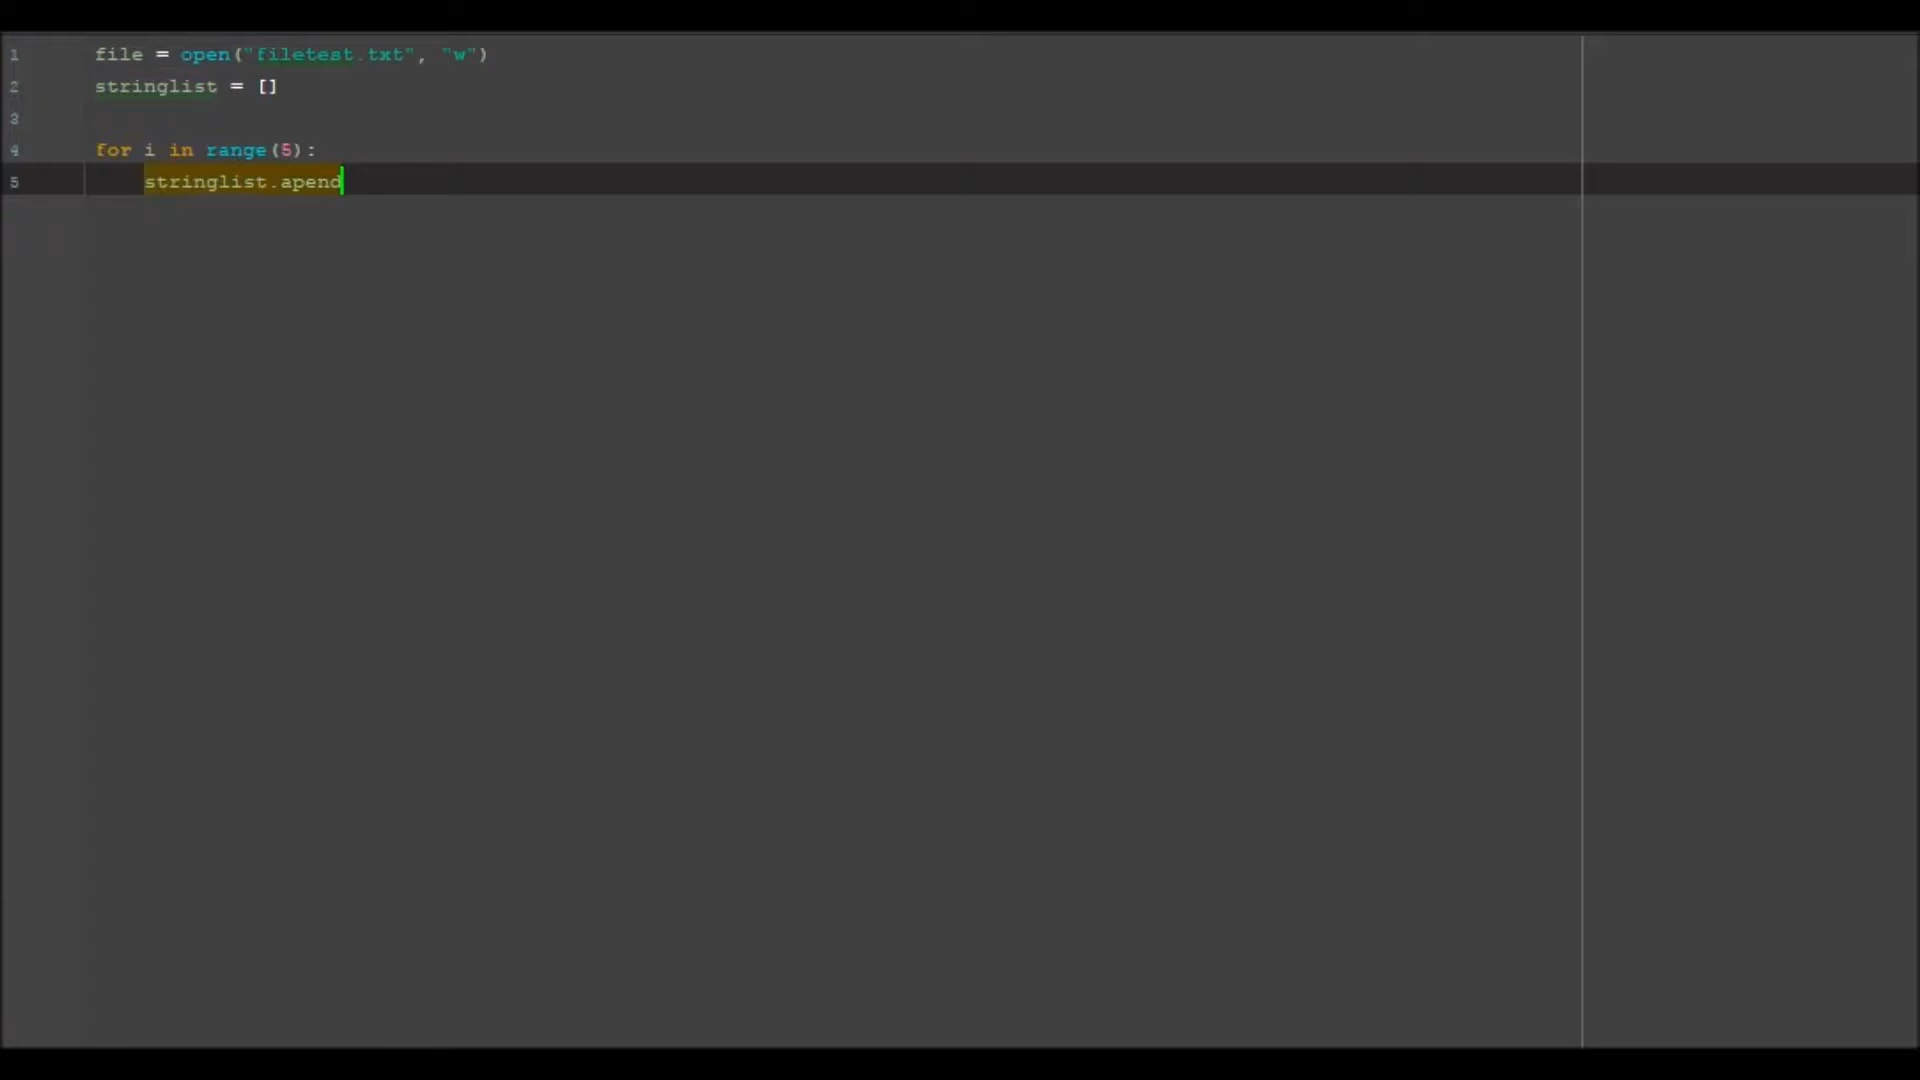 1 file = open("filetest.txt", "w")
2 stringlist = []
3
4 for i in range(5):
5 stringlist.apend